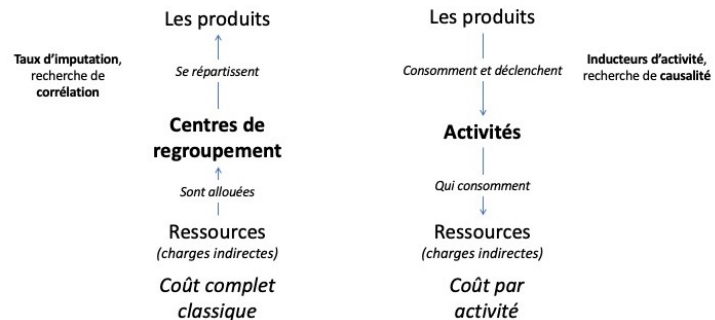 Les produits
Taux d'imputation,
recherche de
corrélation
Se répartissent
Centres de
regroupement
Sont allouées
Ressources
(charges indirectes)
Coût complet
classique
Les produits
Consomment et déclenchent
Inducteurs d'activité,
recherche de causalité
Activités
Qui consomment
Ressources
(charges indirectes)
Coût par
activité